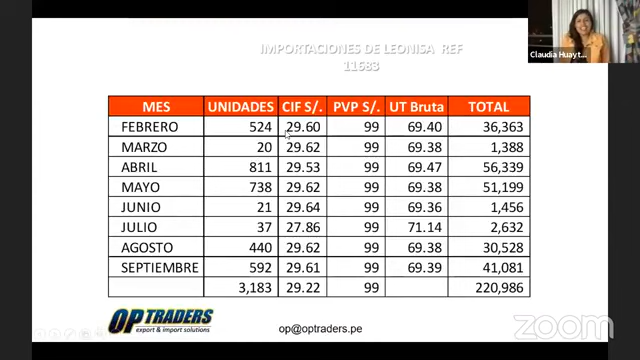 IMPORTACIONES DE LEONISA REF
11683
MES UNIDADES CIF S/. PVP S/. UT Bruta TOTAL
FEBRERO 524 29.60 99 69.40 36,363
MARZO 20 29.62 99 69.38 1,388
ABRIL 811 29.53 99 69.47 56,339
MAYO 738 29.62 99 69.38 51,199
JUNIO 21 29.64 99 69.36 1,456
JULIO 37 27.86 99 71.14 2,632
AGOSTO 440 29.62 99 69.38 30,528
SEPTIEMBRE 592 29.61 99 69.39 41,081
3,183 29.22 99 220,986
OP TRADERS
export & import solutions
op@optraders.pe
Claudia Huayt...
zoom